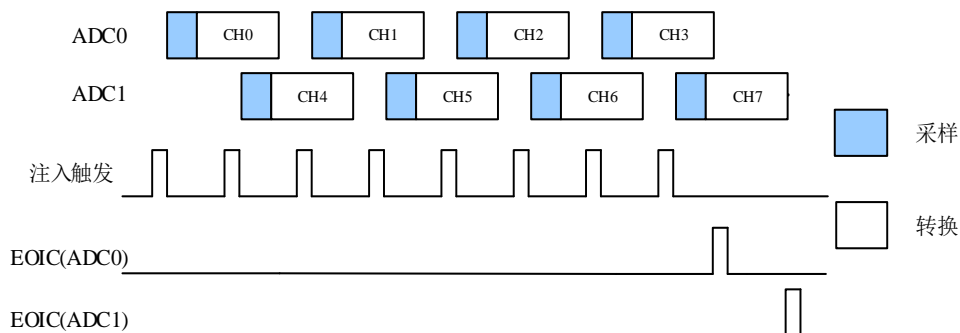 ADC0 CH0 CH1 CH2 CH3
ADC1 CH4 CH5 CH6 CH7
采样
注入触发
转换
EOIC(ADC0)
EOIC(ADC1)